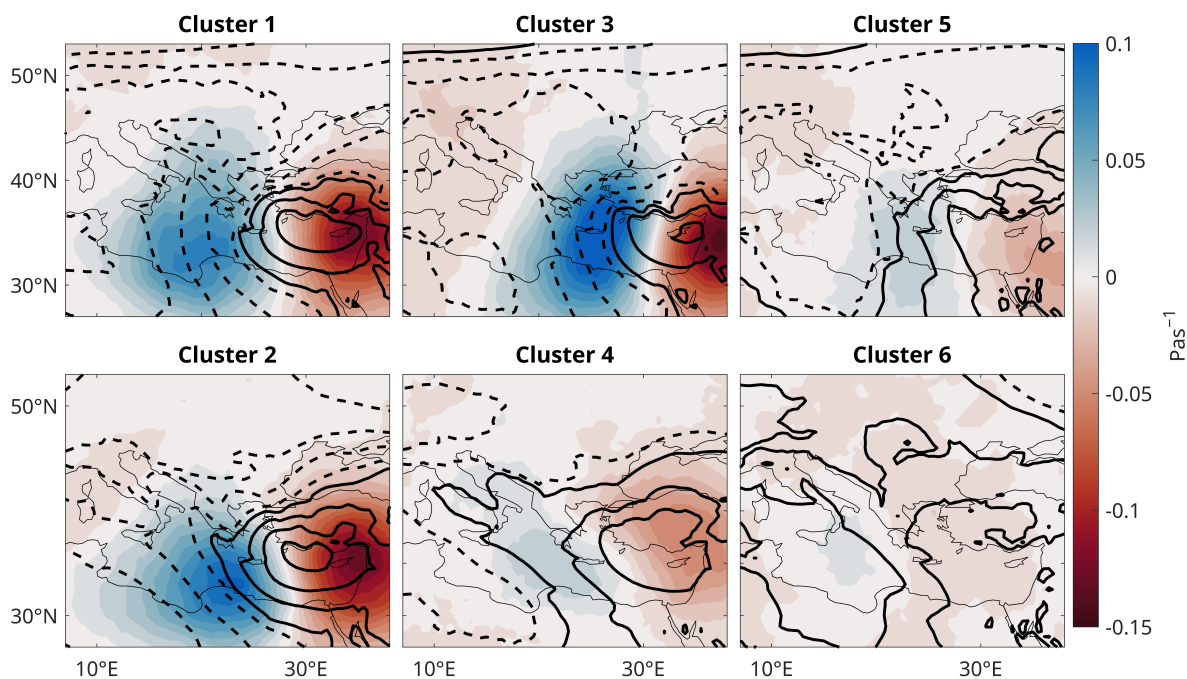 Cluster 1
Cluster 3
Cluster 5
50°N
40°N
30°N
Cluster 2
Cluster 4
Cluster 6
50°N
30°N
10°E
30°E
10°E
30°E
10°E
30°E
0.1
0.05
0
-0.05
-0.1
-0.15
Pas⁻¹